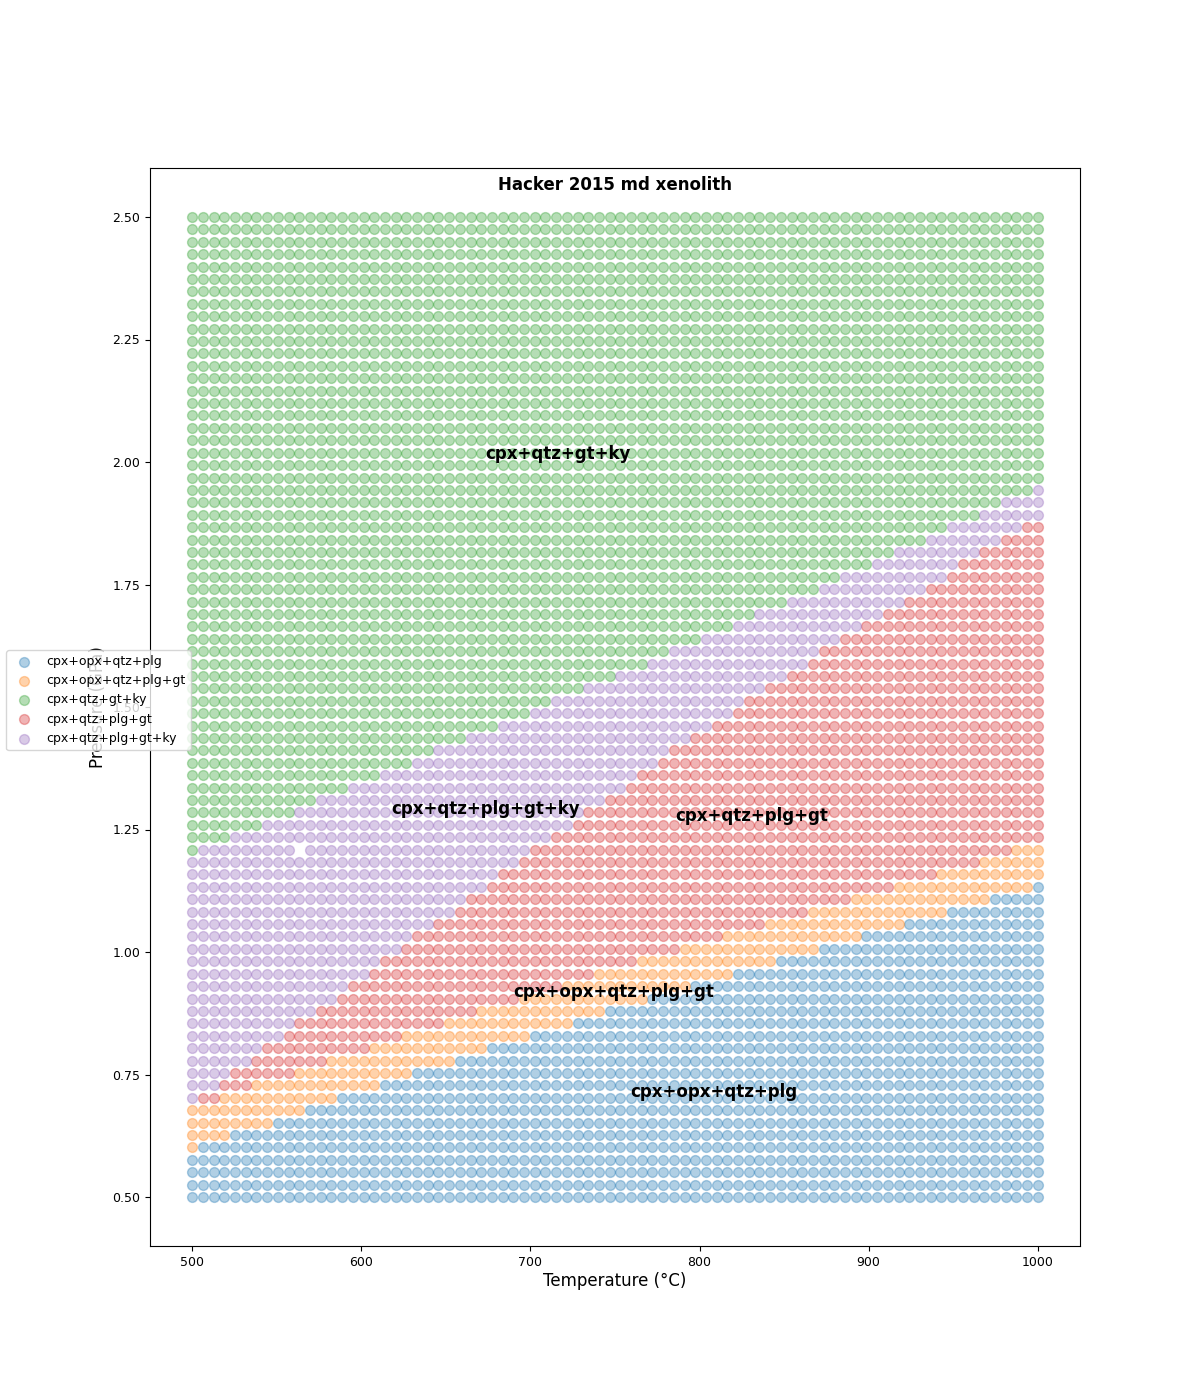 Hacker 2015 md xenolith
2.50
2.25
2.00
cpx+qtz+gt+ky
1.75
cpx+opx+qtz+plg
cpx+opx+qtz+plg+gt
cpx+qtz+gt+ky
cpx+qtz+plg+gt
cpx+qtz+plg+gt+ky
1.50
cpx+qtz+plg+gt+ky
cpx+qtz+plg+gt
1.25
1.00
cpx+opx+qtz+plg+gt
0.75
cpx+opx+qtz+plg
0.50
500 600 700 800 900 1000
Temperature (°C)